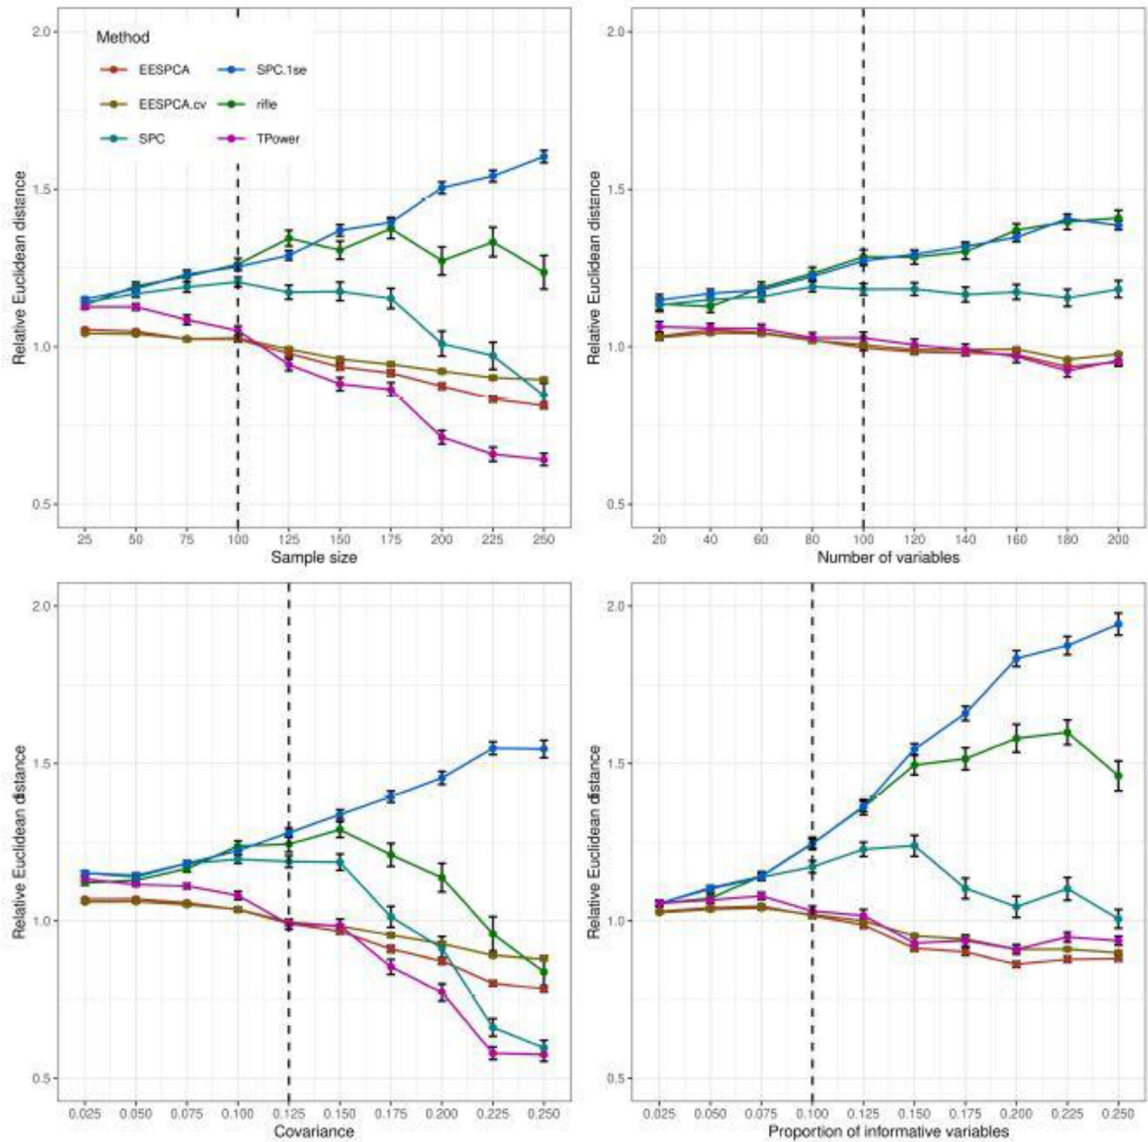 2.0
1.5
1.0
0.5
Relative Euclidean distance
Method
EESPCA
SPC.1se
EESPCA.cv
rifle
SPC
TPower
25 50 75 100 125 150 175 200 225 250
Sample size
2.0
1.5
1.0
0.5
Relative Euclidean distance
20 40 60 80 100 120 140 160 180 200
Number of variables
2.0
1.5
1.0
0.5
Relative Euclidean distance
0.025 0.050 0.075 0.100 0.125 0.150 0.175 0.200 0.225 0.250
Covariance
2.0
1.5
1.0
0.5
Relative Euclidean distance
0.025 0.050 0.075 0.100 0.125 0.150 0.175 0.200 0.225 0.250
Proportion of informative variables